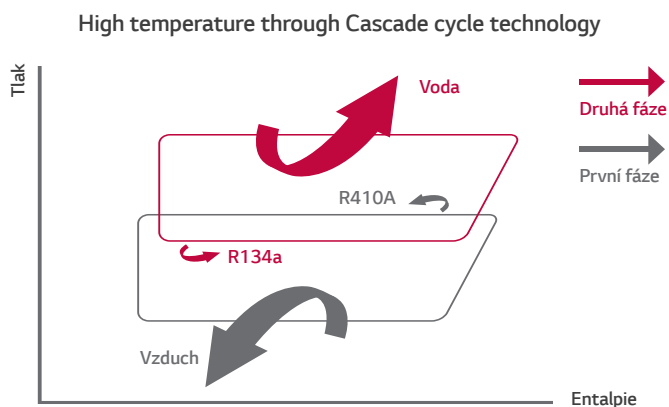 High temperature through Cascade cycle technology
Tlak
Voda
Druhá fáze
První fáze
R410A
R134a
Vzduch
Entalpie